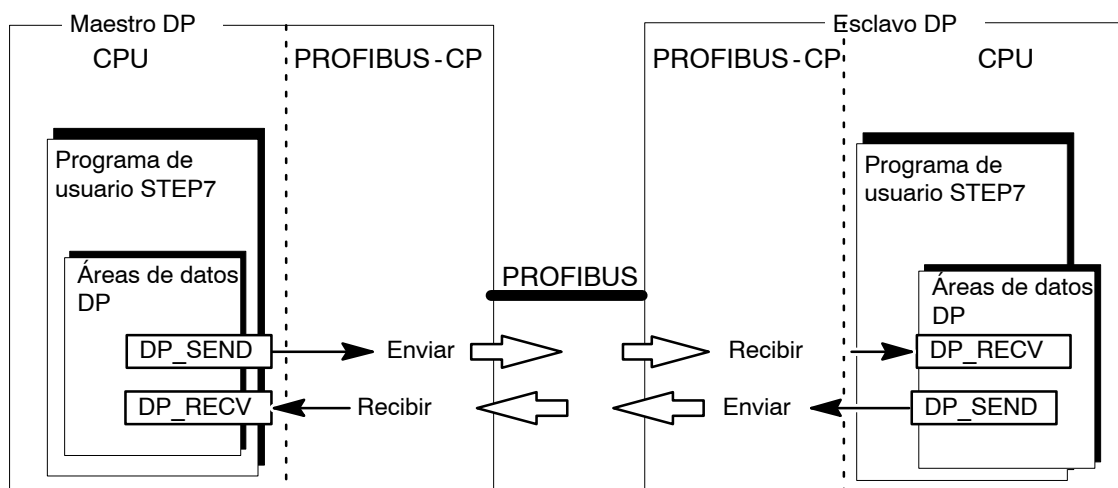 Maestro DP
CPU
PROFIBUS-CP
Programa de
usuario STEP7
Áreas de datos
DP
DP_SEND
Enviar
DP_RECV
Recibir
PROFIBUS
Esclavo DP
PROFIBUS-CP
CPU
Programa de
usuario STEP7
Áreas de datos
DP
Recibir
DP_RECV
Enviar
DP_SEND